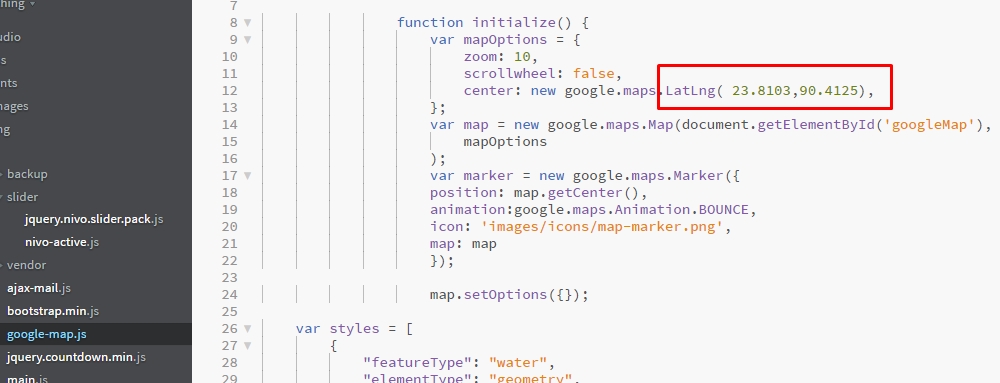 hing
udio
s
nts
nages
ng
backup
slider
jquery.nivo.slider.pack.js
nivo-active.js
vendor
ajax-mail.js
bootstrap.min.js
google-map.js
jquery.countdown.min.js
main.js
7
8 function initialize() {
9 var mapOptions = {
10 zoom: 10,
11 scrollwheel: false,
12 center: new google.maps.LatLng( 23.8103,90.4125),
13 };
14 var map = new google.maps.Map(document.getElementById('googleMap'),
15 mapOptions
16 );
17 var marker = new google.maps.Marker({
18 position: map.getCenter(),
19 animation:google.maps.Animation.BOUNCE,
20 icon: 'images/icons/map-marker.png',
21 map: map
22 });
23
24 map.setOptions({});
25
26 var styles = [
27 {
28 "featureType": "water",
29 "elementType": "geometry",